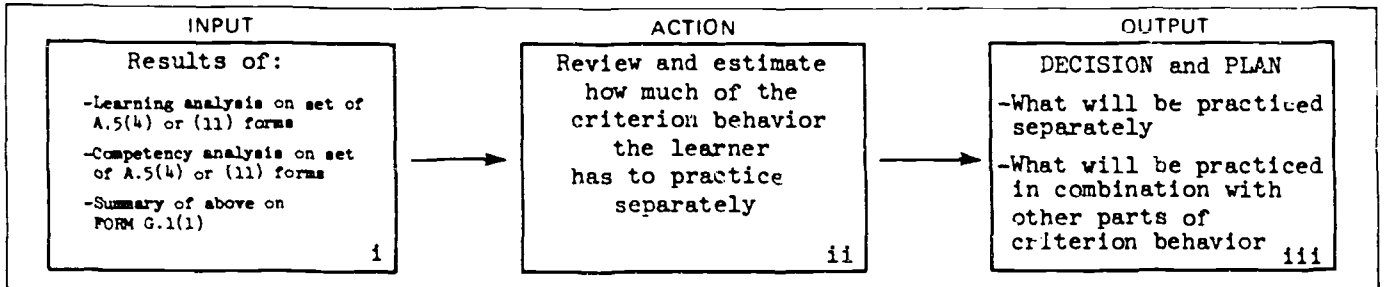 INPUT
Results of:
-Learning analysis on set of
A.5(4) or (11) forms
-Competency analysis on set
of A.5(4) or (11) forms
-Summary of above on
FORM G.1(1)
i
ACTION
Review and estimate
how much of the
criterion behavior
the learner
has to practice
separately
ii
OUTPUT
DECISION and PLAN
-What will be practiced
separately
-What will be practiced
in combination with
other parts of
criterion behavior
iii